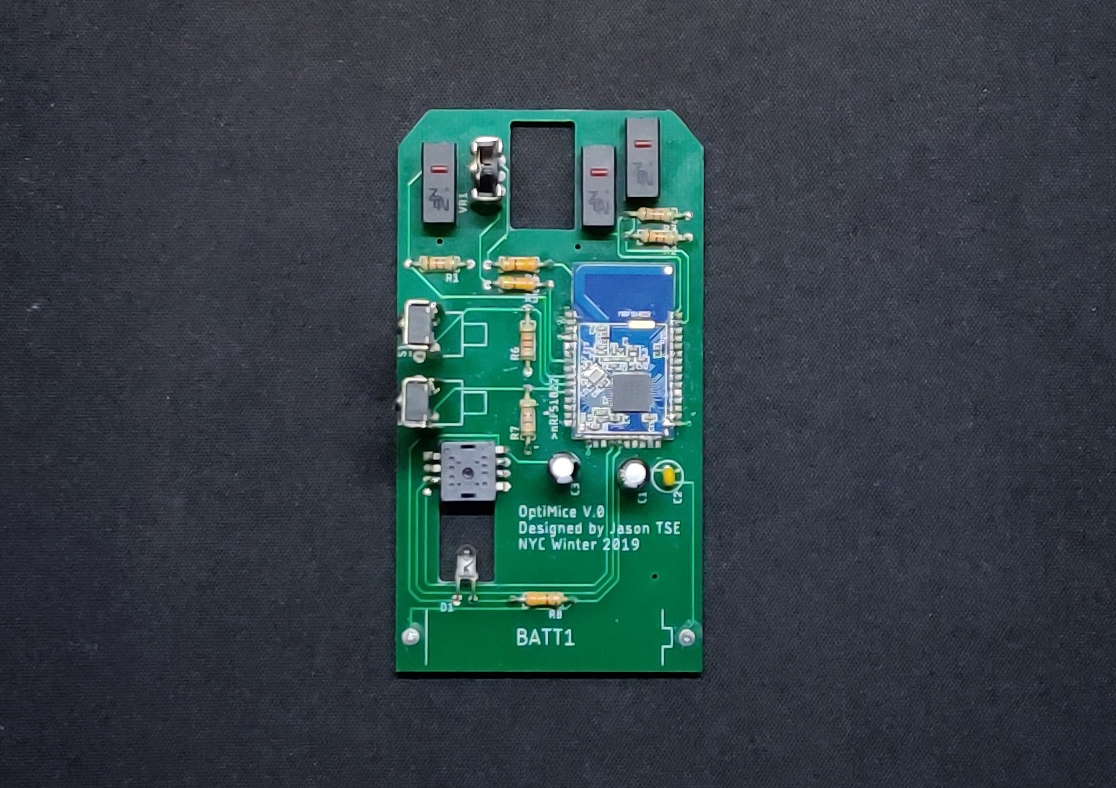 VR1
R1
R6
R7
>nRF51822
C3
C1
C2
OptiMice V.0
Designed by Jason TSE
NYC Winter 2019
D1
R8
BATT1